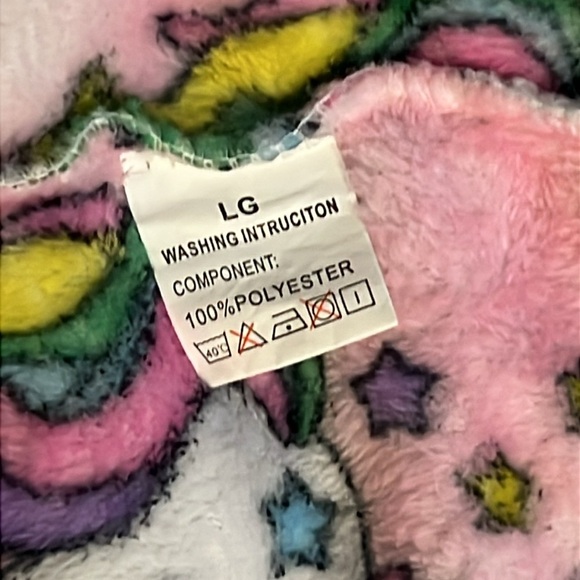 LG
WASHING INTRUCITON
COMPONENT:
100%POLYESTER
40℃